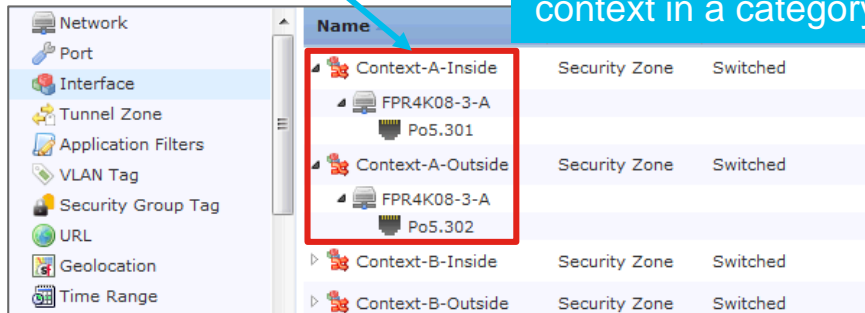 context in a category
Network
Port
Interface
Tunnel Zone
Application Filters
VLAN Tag
Security Group Tag
URL
Geolocation
Time Range
Name
Context-A-Inside Security Zone Switched
FPR4K08-3-A
Po5.301
Context-A-Outside Security Zone Switched
FPR4K08-3-A
Po5.302
Context-B-Inside Security Zone Switched
Context-B-Outside Security Zone Switched